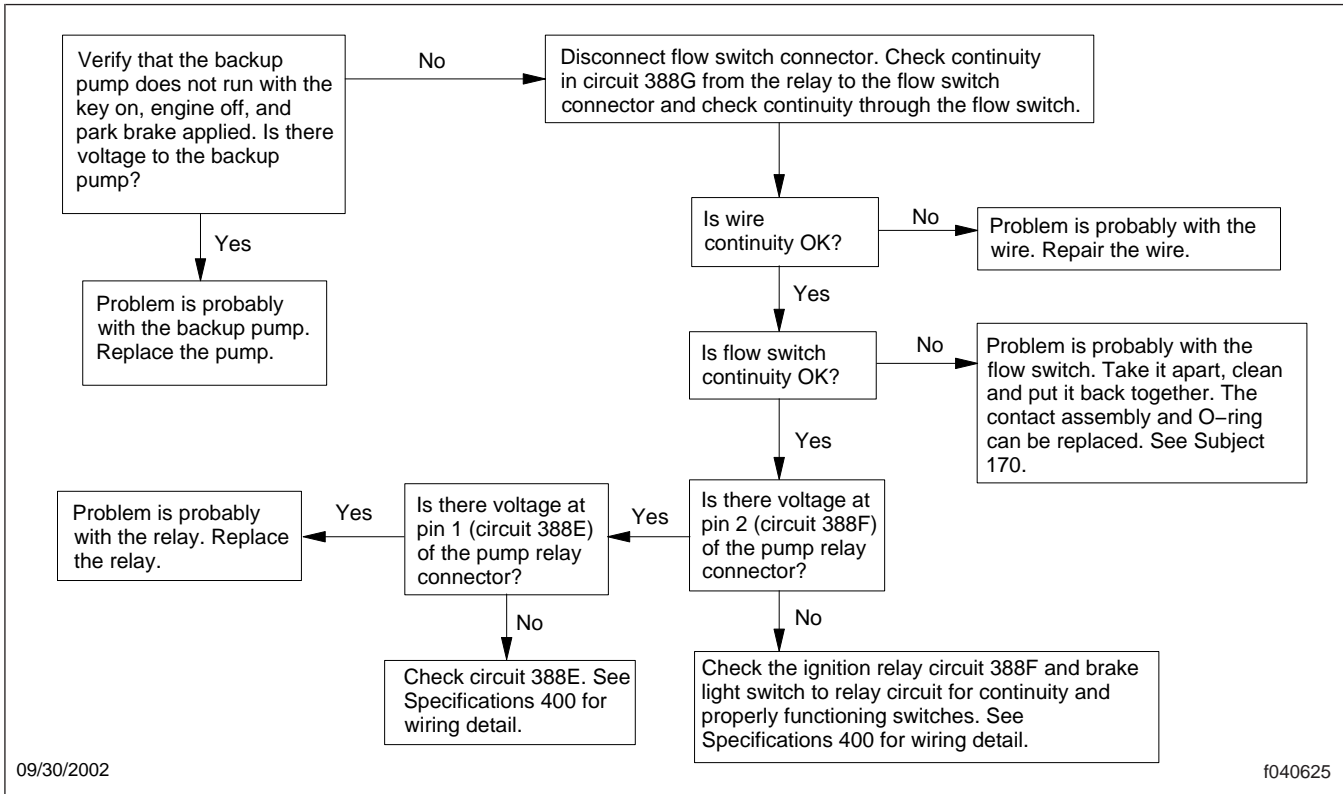 Verify that the backup
pump does not run with the
key on, engine off, and
park brake applied. Is there
voltage to the backup
pump?
No
Disconnect flow switch connector. Check continuity
in circuit 388G from the relay to the flow switch
connector and check continuity through the flow switch.
Yes
Problem is probably
with the backup pump.
Replace the pump.
Is wire
continuity OK?
No
Problem is probably with the
wire. Repair the wire.
Yes
Is flow switch
continuity OK?
No
Problem is probably with the
flow switch. Take it apart, clean
and put it back together. The
contact assembly and O−ring
can be replaced. See Subject
170.
Yes
Is there voltage at
pin 2 (circuit 388F)
of the pump relay
connector?
Yes
Is there voltage at
pin 1 (circuit 388E)
of the pump relay
connector?
Yes
Problem is probably
with the relay. Replace
the relay.
No
Check circuit 388E. See
Specifications 400 for
wiring detail.
No
Check the ignition relay circuit 388F and brake
light switch to relay circuit for continuity and
properly functioning switches. See
Specifications 400 for wiring detail.
09/30/2002
f040625